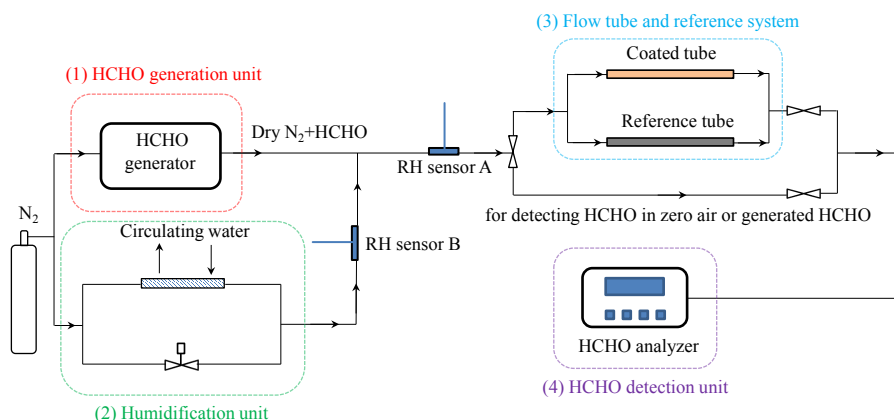 (3) Flow tube and reference system
Coated tube
(1) HCHO generation unit
HCHO
generator
Dry N₂+HCHO
Reference tube
RH sensor A
for detecting HCHO in zero air or generated HCHO
N₂
Circulating water
RH sensor B
HCHO analyzer
(4) HCHO detection unit
(2) Humidification unit